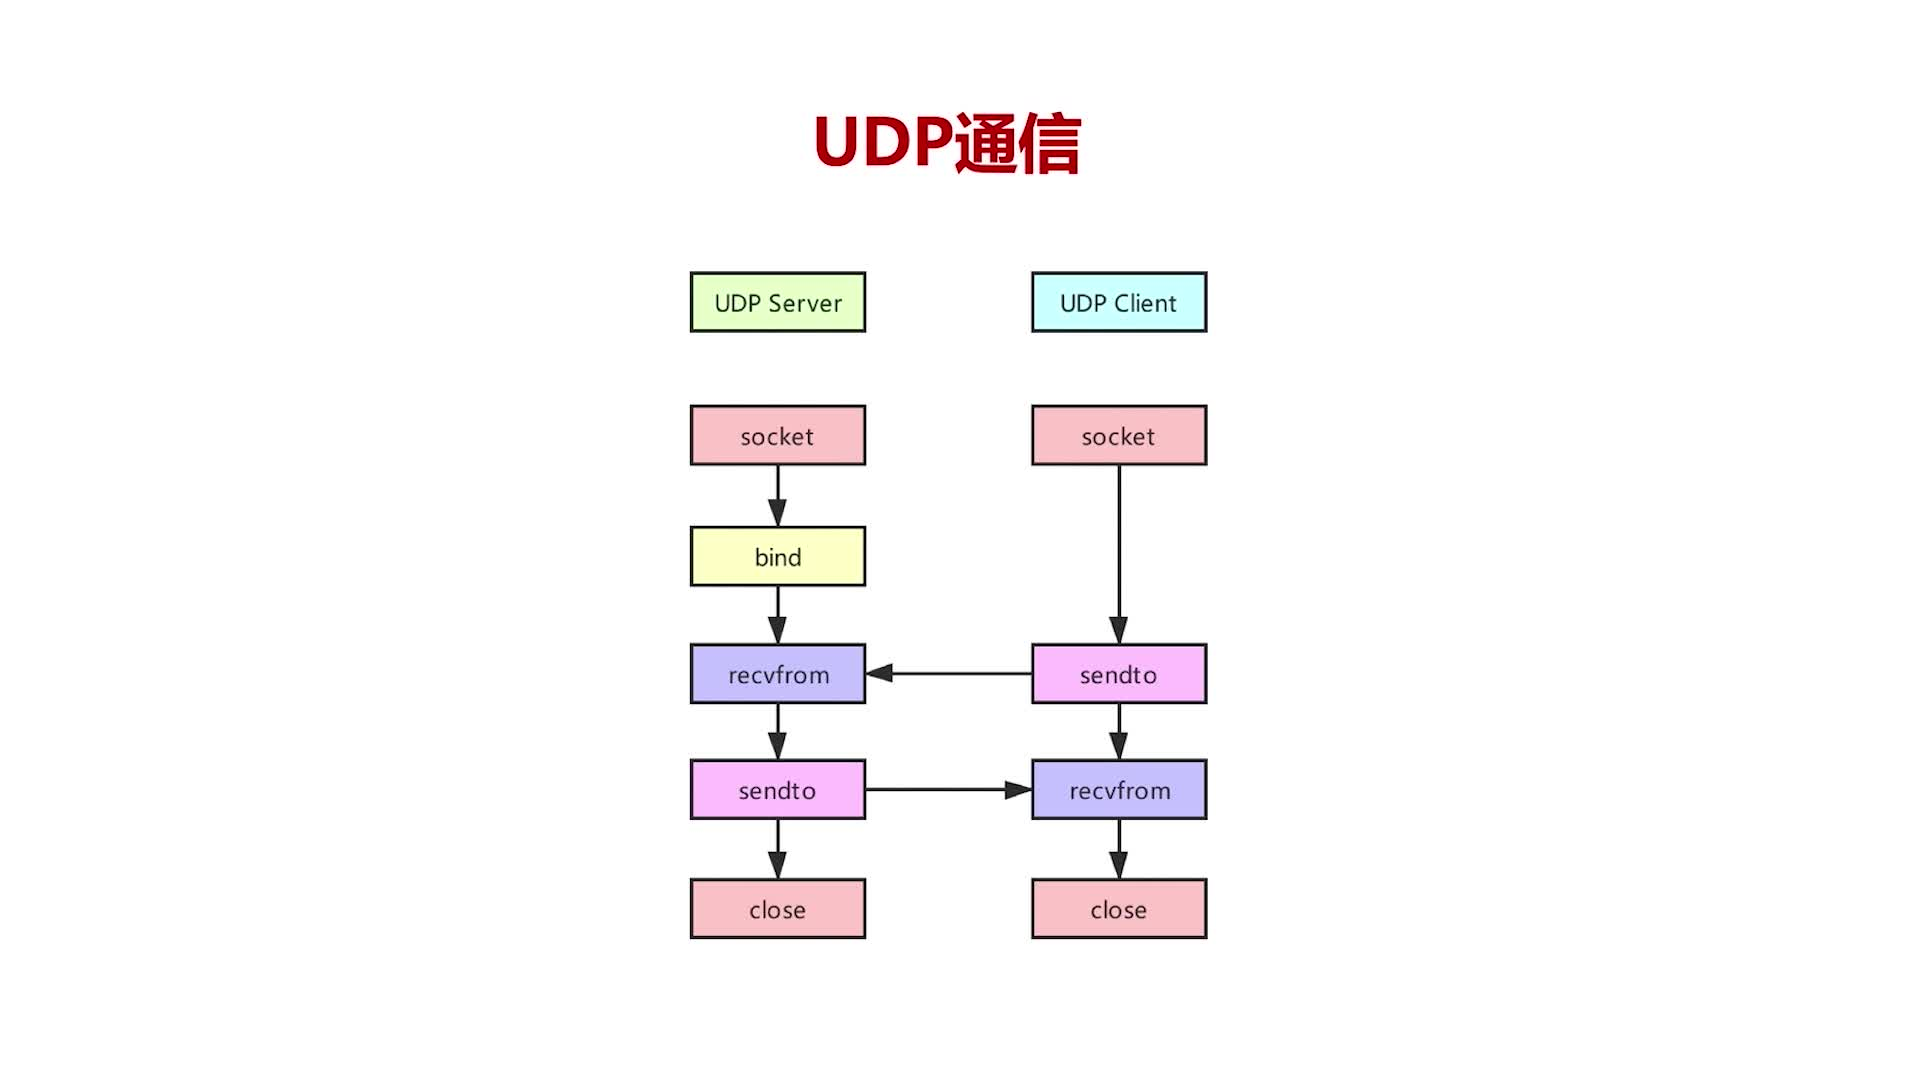 UDP通信
UDP Server
UDP Client
socket
socket
bind
recvfrom
sendto
sendto
recvfrom
close
close